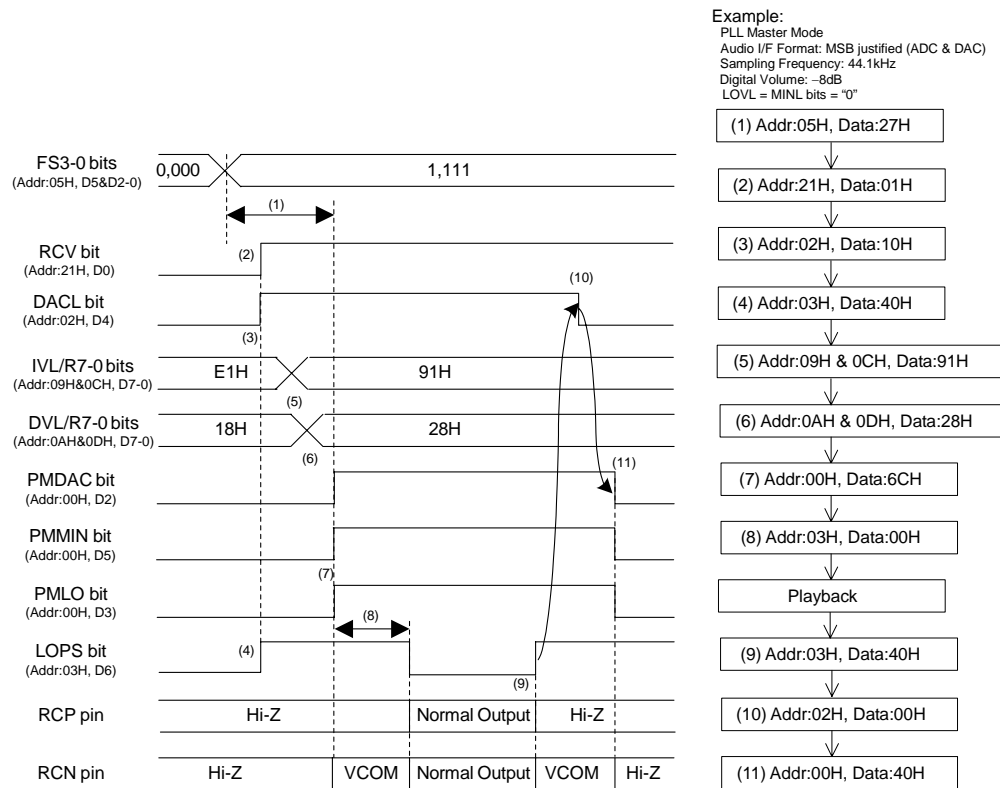 Example:
PLL Master Mode
Audio I/F Format: MSB justified (ADC & DAC)
Sampling Frequency: 44.1kHz
Digital Volume: −8dB
LOVL = MINL bits = “0”
FS3-0 bits
(Addr:05H, D5&D2-0)
0,000
1,111
(1)
RCV bit
(Addr:21H, D0)
(2)
DACL bit
(Addr:02H, D4)
(3)
(10)
IVL/R7-0 bits
(Addr:09H&0CH, D7-0)
E1H
91H
(5)
DVL/R7-0 bits
(Addr:0AH&0DH, D7-0)
18H
28H
(6)
PMDAC bit
(Addr:00H, D2)
(11)
PMMIN bit
(Addr:00H, D5)
(7)
PMLO bit
(Addr:00H, D3)
(8)
LOPS bit
(Addr:03H, D6)
(4)
(9)
RCP pin
Hi-Z
Normal Output
Hi-Z
RCN pin
Hi-Z
VCOM
Normal Output
VCOM
Hi-Z
(1) Addr:05H, Data:27H
(2) Addr:21H, Data:01H
(3) Addr:02H, Data:10H
(4) Addr:03H, Data:40H
(5) Addr:09H & 0CH, Data:91H
(6) Addr:0AH & 0DH, Data:28H
(7) Addr:00H, Data:6CH
(8) Addr:03H, Data:00H
Playback
(9) Addr:03H, Data:40H
(10) Addr:02H, Data:00H
(11) Addr:00H, Data:40H